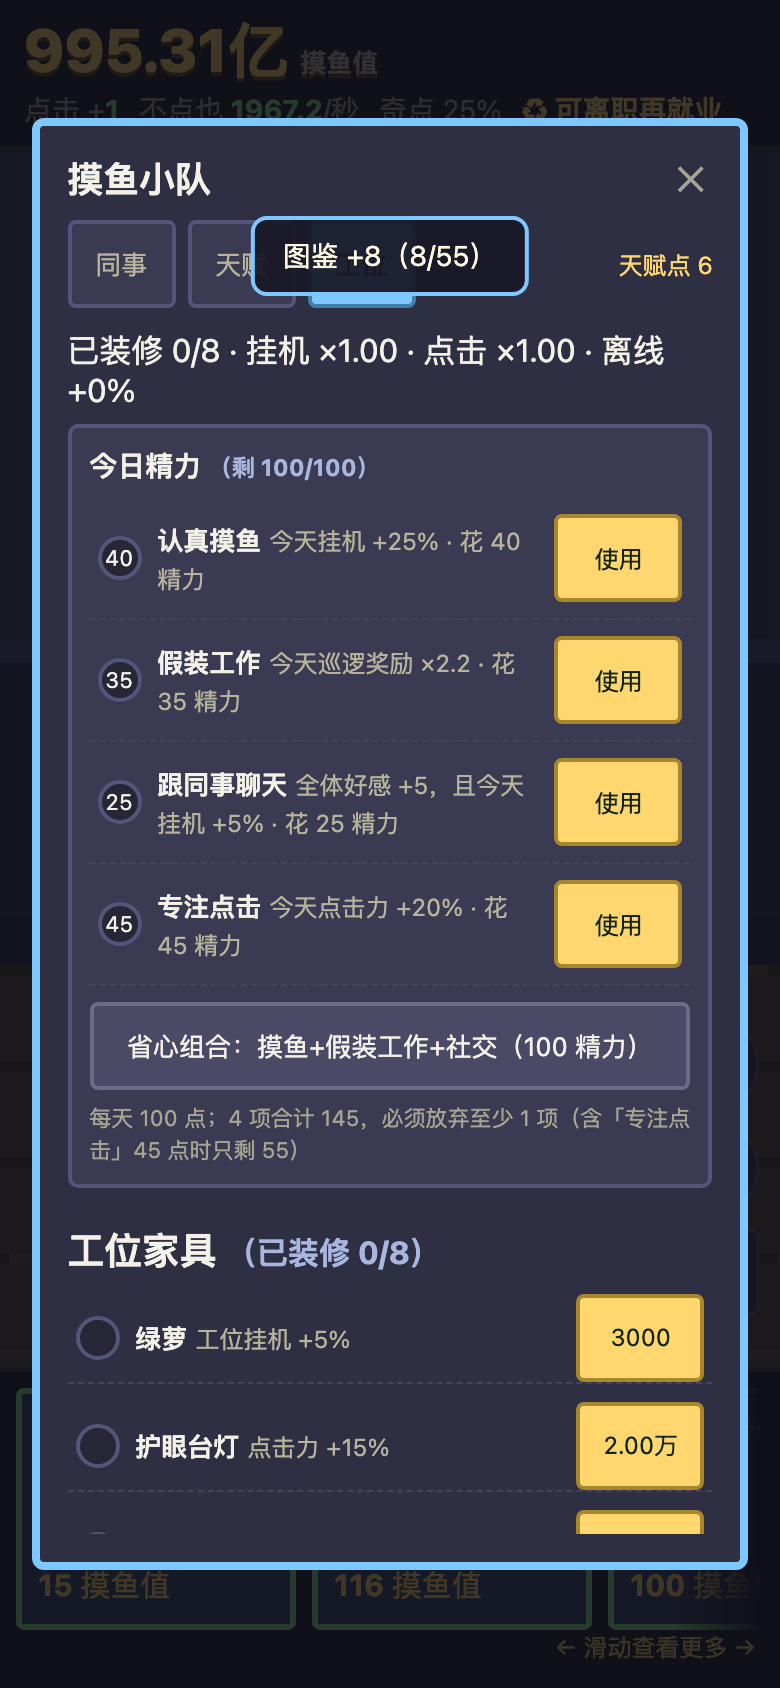 995.31亿 摸鱼值
点击 +1 不点也 1967.2/秒 奇点 25% ♻ 可离职再就业
摸鱼小队
×
同事
图鉴 +8（8/55）
天赋点 6
已装修 0/8 · 挂机 ×1.00 · 点击 ×1.00 · 离线
+0%
今日精力 （剩 100/100）
40 认真摸鱼 今天挂机 +25% · 花 40
精力
使用
35 假装工作 今天巡逻奖励 ×2.2 · 花
35 精力
使用
25 跟同事聊天 全体好感 +5，且今天
挂机 +5% · 花 25 精力
使用
45 专注点击 今天点击力 +20% · 花
45 精力
使用
省心组合：摸鱼+假装工作+社交（100 精力）
每天 100 点；4 项合计 145，必须放弃至少 1 项（含「专注点
击」45 点时只剩 55）
工位家具 （已装修 0/8）
绿萝 工位挂机 +5%
3000
护眼台灯 点击力 +15%
2.00万
15 摸鱼值
116 摸鱼值
100 摸鱼
← 滑动查看更多 →